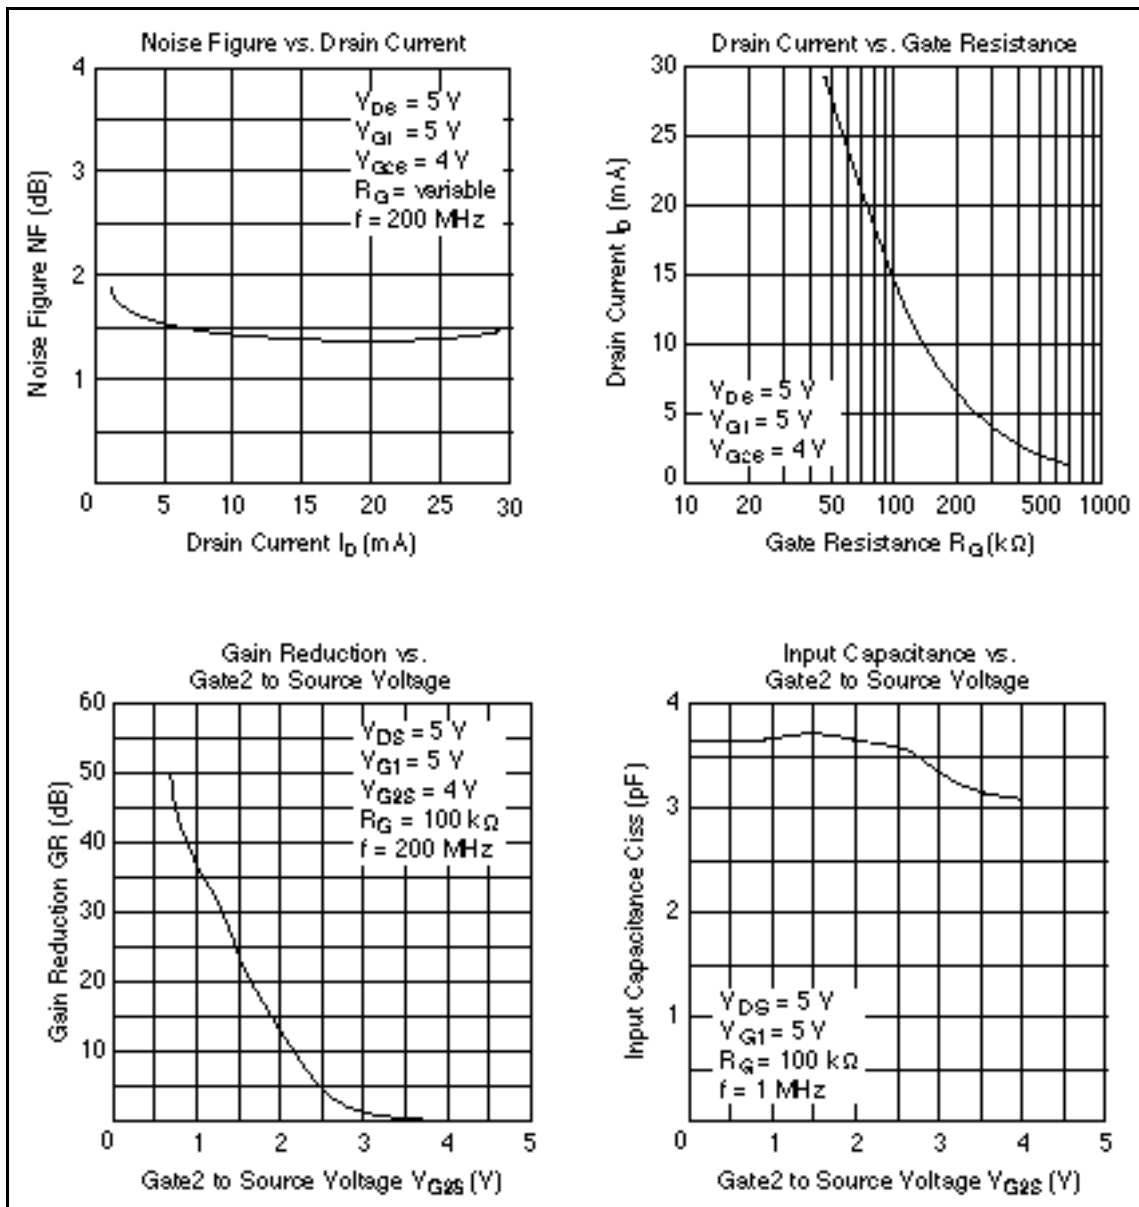 Noise Figure vs. Drain Current
4
3
2
1
Noise Figure NF (dB)
V_DS = 5 V
V_G1 = 5 V
V_G2S = 4 V
R_G = variable
f = 200 MHz
0 5 10 15 20 25 30
Drain Current I_D (mA)
Drain Current vs. Gate Resistance
30
25
20
15
10
5
0
Drain Current I_D (mA)
V_DS = 5 V
V_G1 = 5 V
V_G2S = 4 V
10 20 50 100 200 500 1000
Gate Resistance R_G (kΩ)
Gain Reduction vs.
Gate2 to Source Voltage
60
50
40
30
20
10
Gain Reduction GR (dB)
V_DS = 5 V
V_G1 = 5 V
V_G2S = 4 V
R_G = 100 kΩ
f = 200 MHz
0 1 2 3 4 5
Gate2 to Source Voltage V_G2S (V)
Input Capacitance vs.
Gate2 to Source Voltage
4
3
2
1
Input Capacitance Ciss (pF)
V_DS = 5 V
V_G1 = 5 V
R_G = 100 kΩ
f = 1 MHz
0 1 2 3 4 5
Gate2 to Source Voltage V_G2S (V)